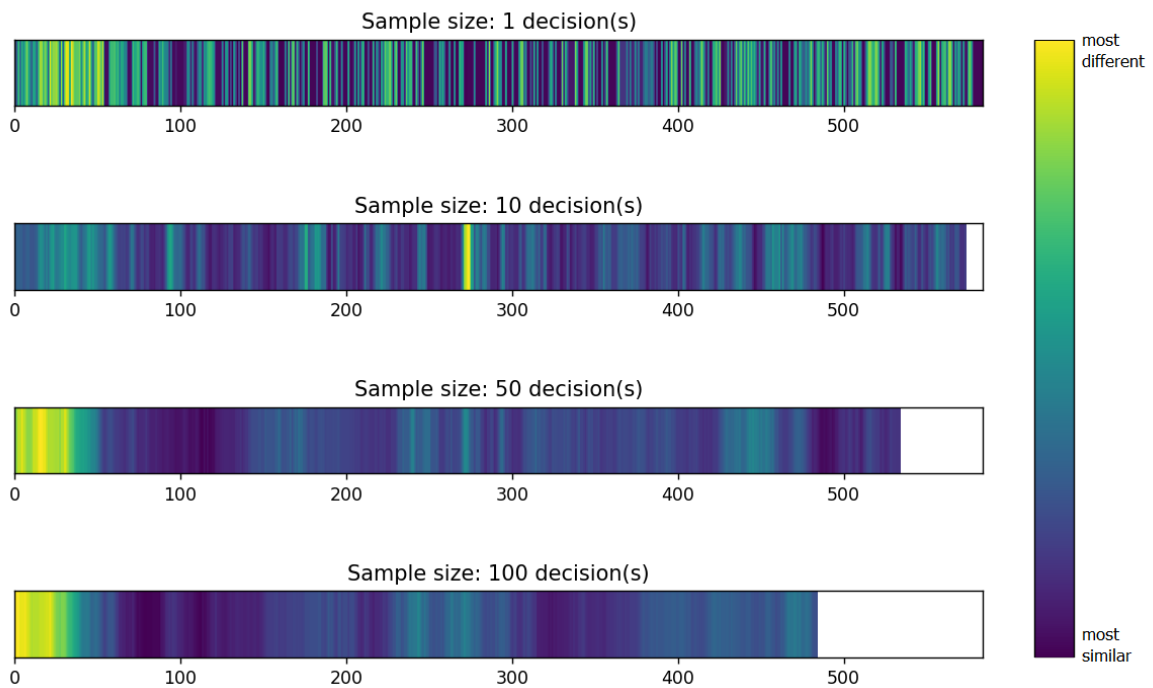 Sample size: 1 decision(s)
0 100 200 300 400 500
Sample size: 10 decision(s)
0 100 200 300 400 500
Sample size: 50 decision(s)
0 100 200 300 400 500
Sample size: 100 decision(s)
0 100 200 300 400 500
most
different
most
similar